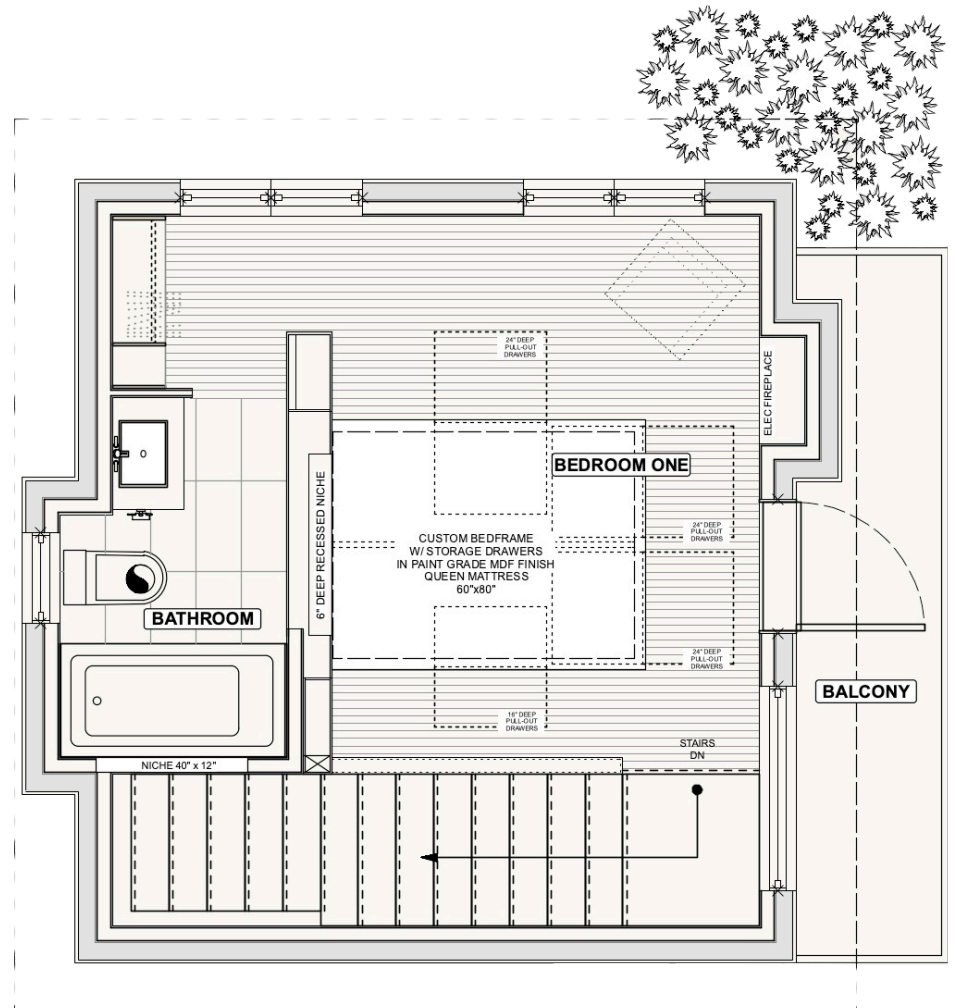 24" DEEP
PULL-OUT
DRAWERS
ELEC FIREPLACE
BEDROOM ONE
6" DEEP RECESSED NICHE
24" DEEP
PULL-OUT
DRAWERS
CUSTOM BEDFRAME
W/ STORAGE DRAWERS
IN PAINT GRADE MDF FINISH
QUEEN MATTRESS
60"x80"
BATHROOM
24" DEEP
PULL-OUT
DRAWERS
BALCONY
16" DEEP
PULL-OUT
DRAWERS
STAIRS
DN
NICHE 40" x 12"